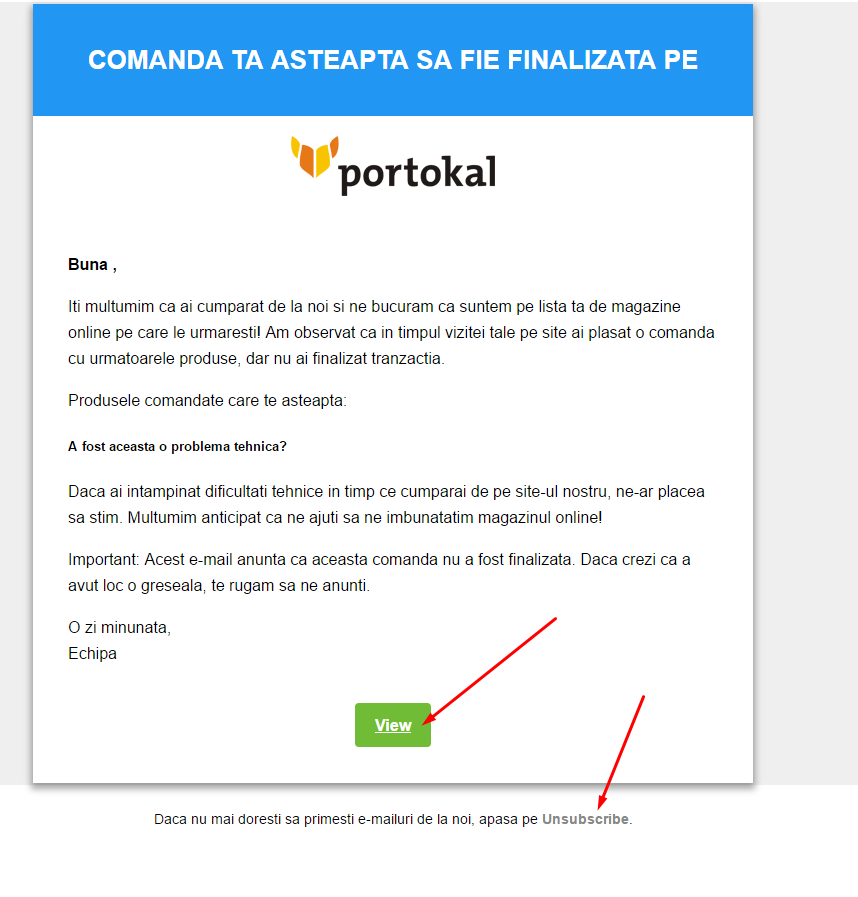 COMANDA TA ASTEAPTA SA FIE FINALIZATA PE
portokal
Buna ,
Iti multumim ca ai cumparat de la noi si ne bucuram ca suntem pe lista ta de magazine
online pe care le urmaresti! Am observat ca in timpul vizitei tale pe site ai plasat o comanda
cu urmatoarele produse, dar nu ai finalizat tranzactia.
Produsele comandate care te asteapta:
A fost aceasta o problema tehnica?
Daca ai intampinat dificultati tehnice in timp ce cumparai de pe site-ul nostru, ne-ar placea
sa stim. Multumim anticipat ca ne ajuti sa ne imbunatatim magazinul online!
Important: Acest e-mail anunta ca aceasta comanda nu a fost finalizata. Daca crezi ca a
avut loc o greseala, te rugam sa ne anunti.
O zi minunata,
Echipa
View
Daca nu mai doresti sa primesti e-mailuri de la noi, apasa pe Unsubscribe.